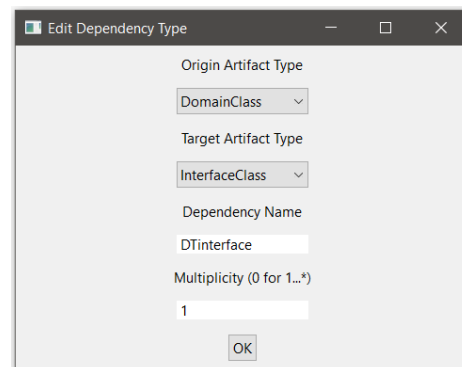 Edit Dependency Type
Origin Artifact Type
DomainClass
Target Artifact Type
InterfaceClass
Dependency Name
DTinterface
Multiplicity (0 for 1...*)
1
OK